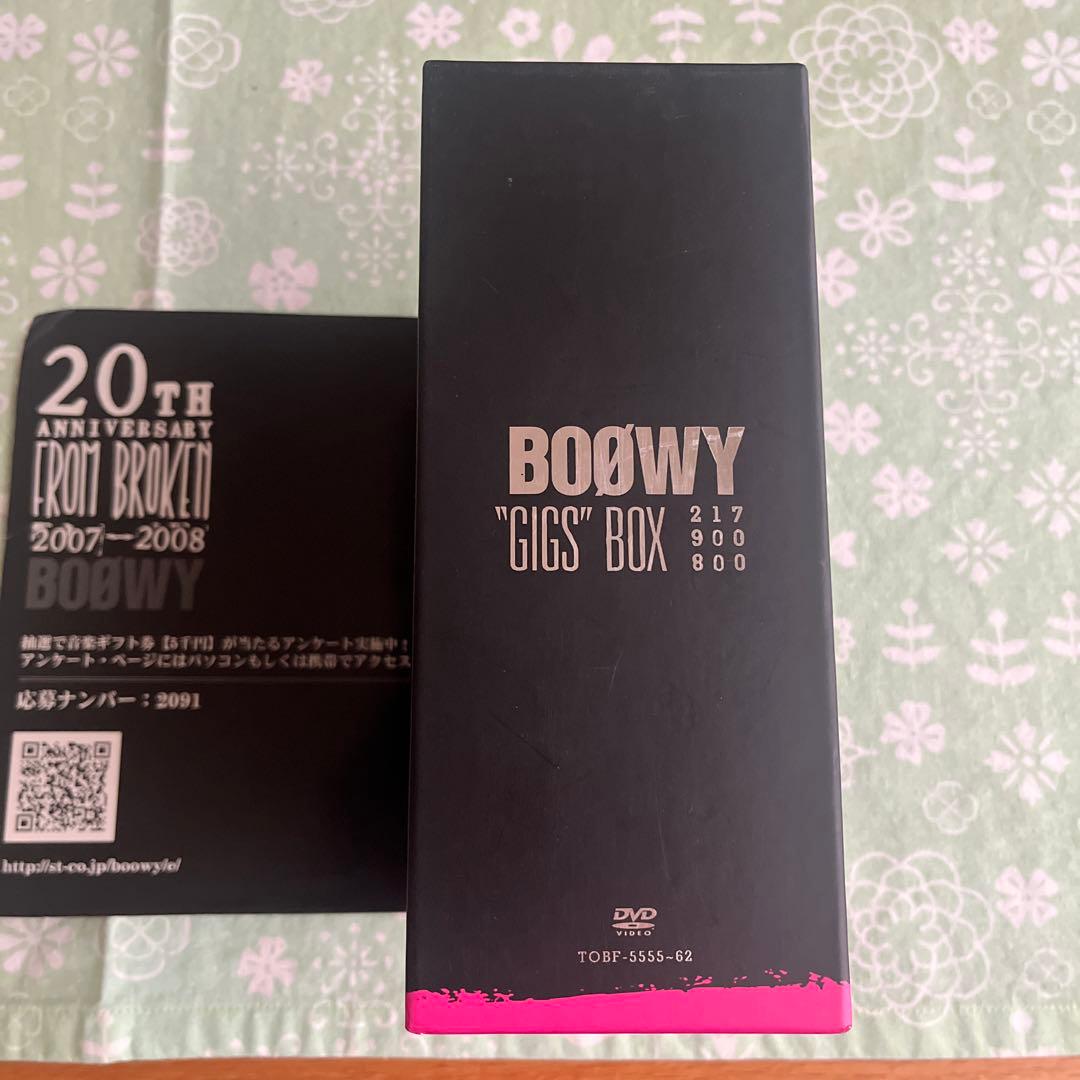 20TH
ANNIVERSARY
FROM BROKEN
2007—2008
BOØWY
抽選で音楽ギフト券【5千円】が当たるアンケート実施中！
アンケート・ページにはパソコンもしくは携帯でアクセス
応募ナンバー：2091
http://st-co.jp/boowy/e/
BOØWY
"GIGS" BOX 217
900
800
DVD
VIDEO
TOBF-5555~62